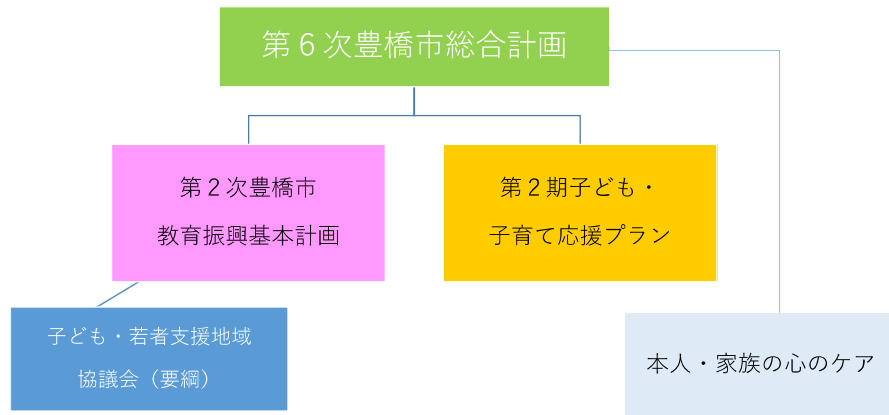 第６次豊橋市総合計画
第２次豊橋市
教育振興基本計画
第２期子ども・
子育て応援プラン
子ども・若者支援地域
協議会（要綱）
本人・家族の心のケア